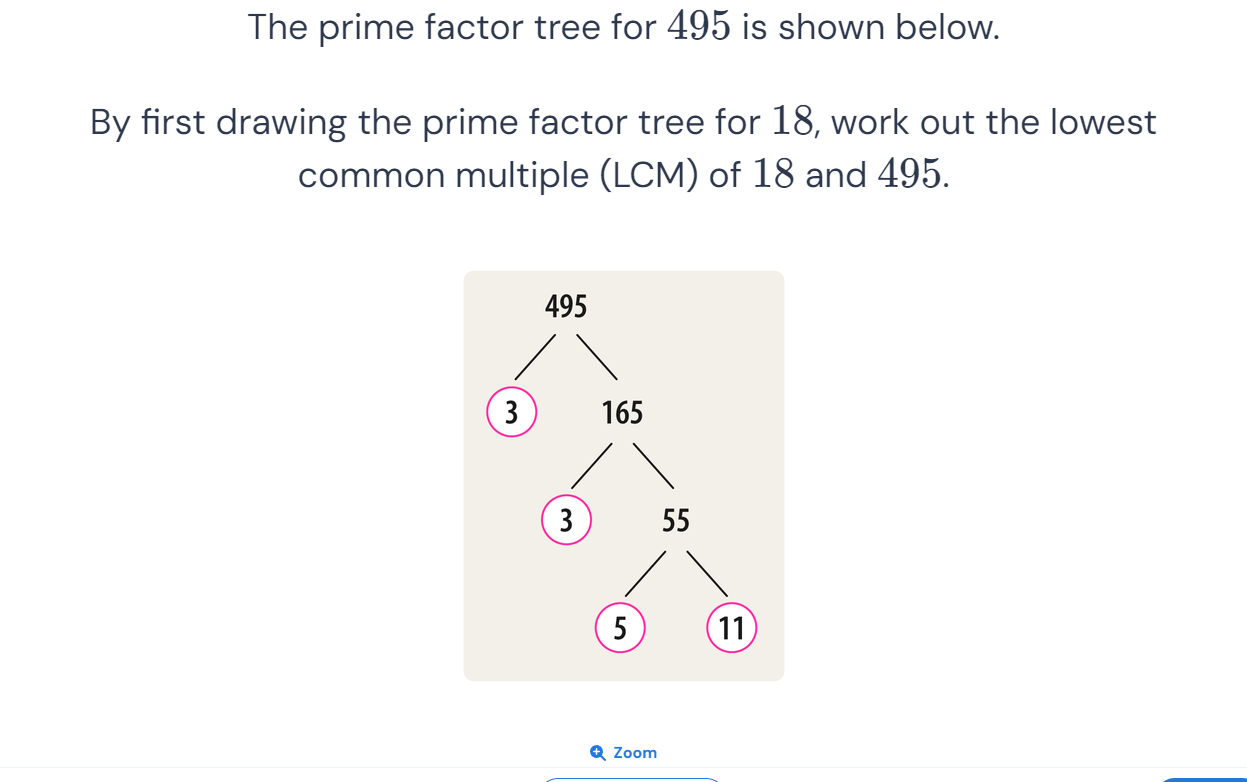 The prime factor tree for 495 is shown below.
By first drawing the prime factor tree for 18, work out the lowest
common multiple (LCM) of 18 and 495.
495
3 165
3 55
5 11
Zoom